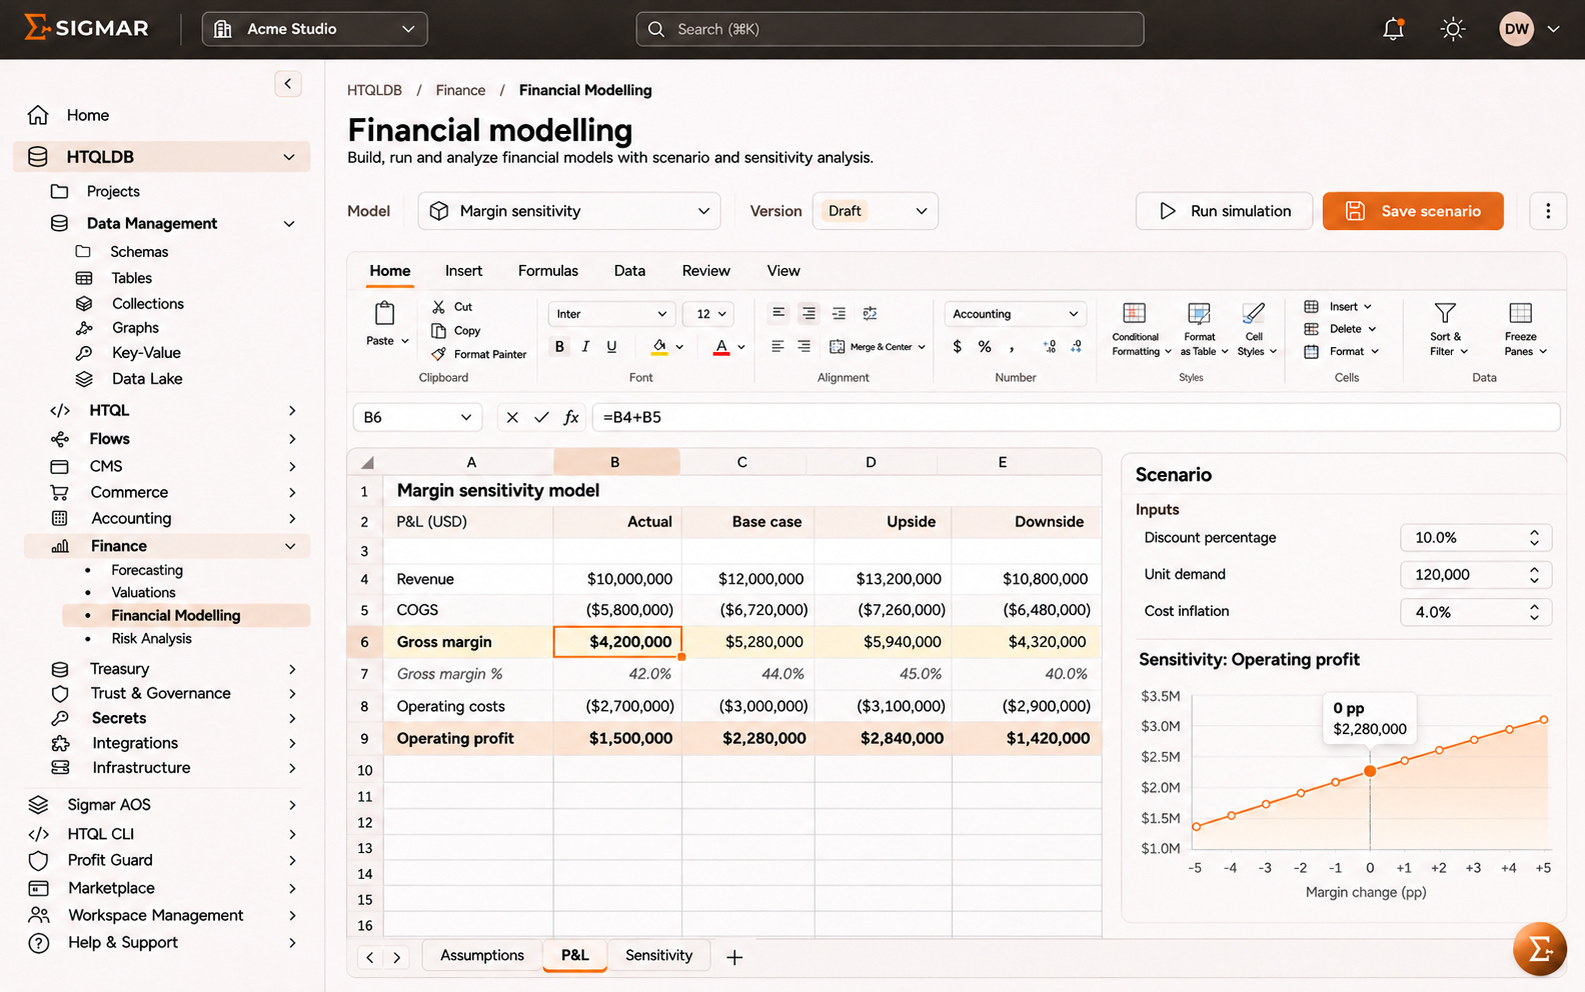 SIGMAR
Acme Studio
Search (⌘K)
DW
Home
HTQLDB
Projects
Data Management
Schemas
Tables
Collections
Graphs
Key-Value
Data Lake
HTQL
Flows
CMS
Commerce
Accounting
Finance
Forecasting
Valuations
Financial Modelling
Risk Analysis
Treasury
Trust & Governance
Secrets
Integrations
Infrastructure
Sigmar AOS
HTQL CLI
Profit Guard
Marketplace
Workspace Management
Help & Support
HTQLDB / Finance / Financial Modelling
Financial modelling
Build, run and analyze financial models with scenario and sensitivity analysis.
Model Margin sensitivity Version Draft Run simulation Save scenario
Home Insert Formulas Data Review View
Paste Cut Copy Format Painter
Clipboard
Inter 12
B I U A
Font
Merge & Center
Alignment
Accounting
$ % , .00 .0
Number
Conditional Formatting
Format as Table
Cell Styles
Styles
Insert
Delete
Format
Cells
Sort & Filter
Freeze Panes
Data
B6 fx =B4+B5
A B C D E
1 Margin sensitivity model
2 P&L (USD) Actual Base case Upside Downside
3
4 Revenue $10,000,000 $12,000,000 $13,200,000 $10,800,000
5 COGS ($5,800,000) ($6,720,000) ($7,260,000) ($6,480,000)
6 Gross margin $4,200,000 $5,280,000 $5,940,000 $4,320,000
7 Gross margin % 42.0% 44.0% 45.0% 40.0%
8 Operating costs ($2,700,000) ($3,000,000) ($3,100,000) ($2,900,000)
9 Operating profit $1,500,000 $2,280,000 $2,840,000 $1,420,000
10
11
12
13
14
15
16
Assumptions P&L Sensitivity +
Scenario
Inputs
Discount percentage 10.0%
Unit demand 120,000
Cost inflation 4.0%
Sensitivity: Operating profit
0 pp
$2,280,000
$3.5M
$3.0M
$2.5M
$2.0M
$1.5M
$1.0M
-5 -4 -3 -2 -1 0 +1 +2 +3 +4 +5
Margin change (pp)